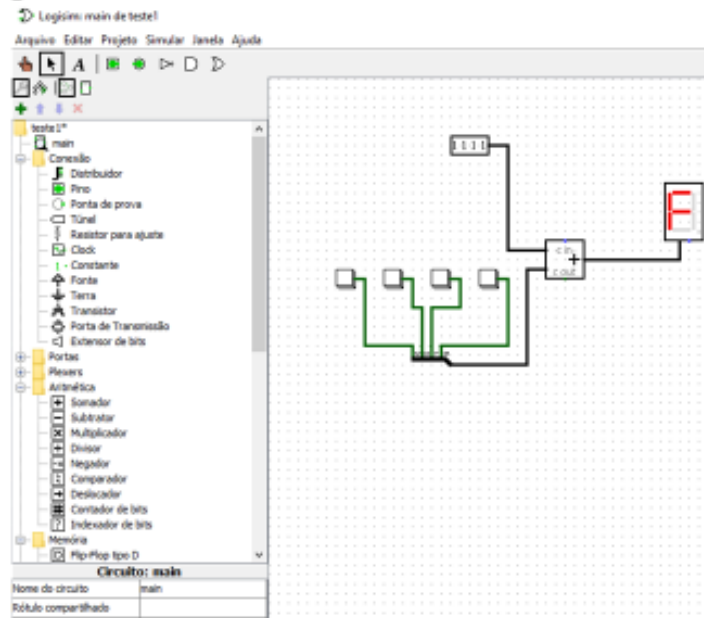 Logisim: main de teste1
Arquivo Editar Projeto Simular Janela Ajuda
A
teste1*
main
Conexão
Distribuidor
Pino
Ponta de prova
Túnel
Resistor para ajuste
Clock
Constante
Fonte
Terra
Transistor
Porta de Transmissão
Extensor de bits
Portas
Plexers
Aritmética
Somador
Subtrator
Multiplicador
Divisor
Negador
Comparador
Deslocador
Contador de bits
Indexador de bits
Memória
Flip-Flop tipo D
Circuito: main
Nome do circuito main
Rótulo compartilhado
1 1 1 1
c in
+
c out
F